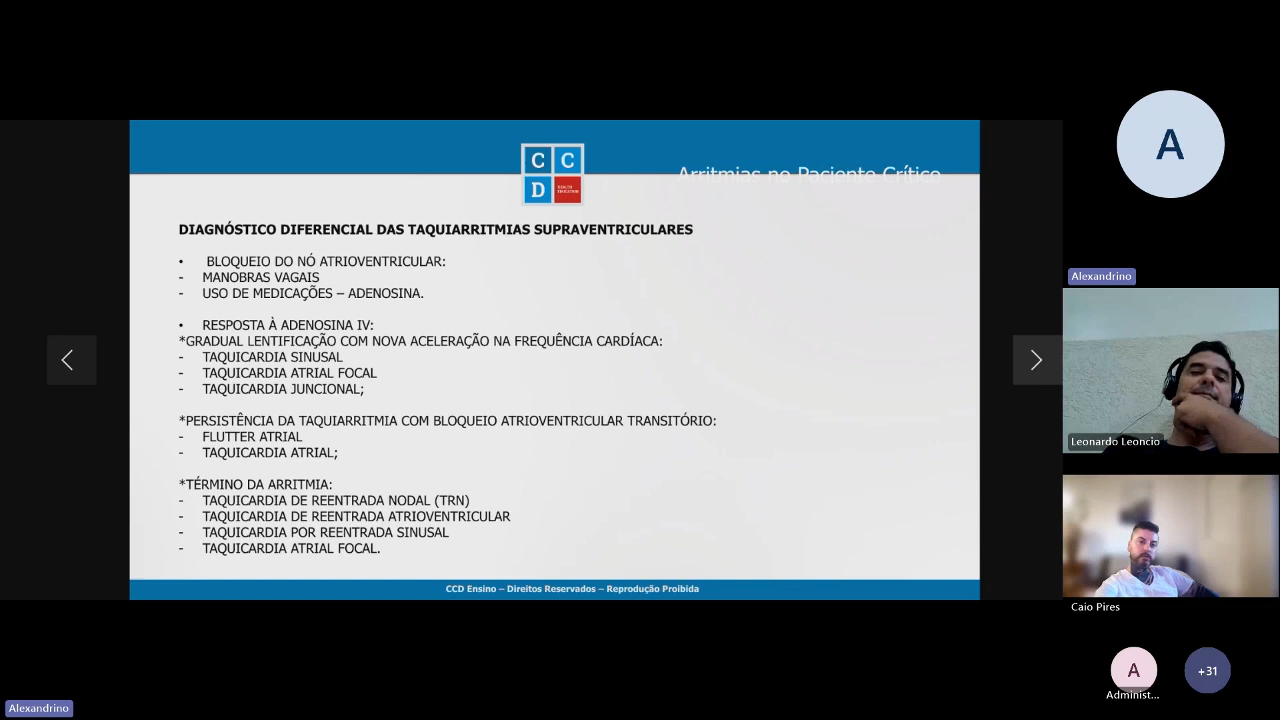 C C
D HEALTH EDUCATION
Arritmias no Paciente Crítico
DIAGNÓSTICO DIFERENCIAL DAS TAQUIARRITMIAS SUPRAVENTRICULARES
• BLOQUEIO DO NÓ ATRIOVENTRICULAR:
- MANOBRAS VAGAIS
- USO DE MEDICAÇÕES – ADENOSINA.
• RESPOSTA À ADENOSINA IV:
*GRADUAL LENTIFICAÇÃO COM NOVA ACELERAÇÃO NA FREQUÊNCIA CARDÍACA:
- TAQUICARDIA SINUSAL
- TAQUICARDIA ATRIAL FOCAL
- TAQUICARDIA JUNCIONAL;
*PERSISTÊNCIA DA TAQUIARRITMIA COM BLOQUEIO ATRIOVENTRICULAR TRANSITÓRIO:
- FLUTTER ATRIAL
- TAQUICARDIA ATRIAL;
*TÉRMINO DA ARRITMIA:
- TAQUICARDIA DE REENTRADA NODAL (TRN)
- TAQUICARDIA DE REENTRADA ATRIOVENTRICULAR
- TAQUICARDIA POR REENTRADA SINUSAL
- TAQUICARDIA ATRIAL FOCAL.
CCD Ensino – Direitos Reservados – Reprodução Proibida
A
Alexandrino
Leonardo Leoncio
Caio Pires
A
+31
Administ...
Alexandrino